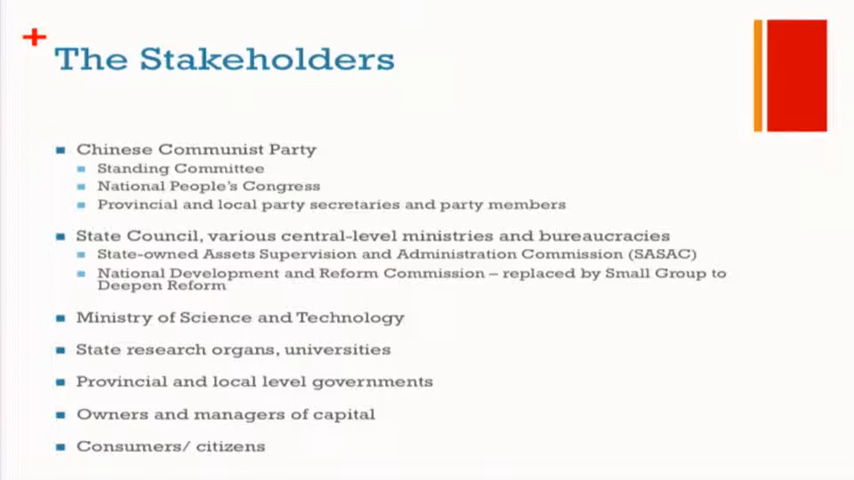 The Stakeholders
Chinese Communist Party
Standing Committee
National People's Congress
Provincial and local party secretaries and party members
State Council, various central-level ministries and bureaucracies
State-owned Assets Supervision and Administration Commission (SASAC)
National Development and Reform Commission – replaced by Small Group to
Deepen Reform
Ministry of Science and Technology
State research organs, universities
Provincial and local level governments
Owners and managers of capital
Consumers/ citizens